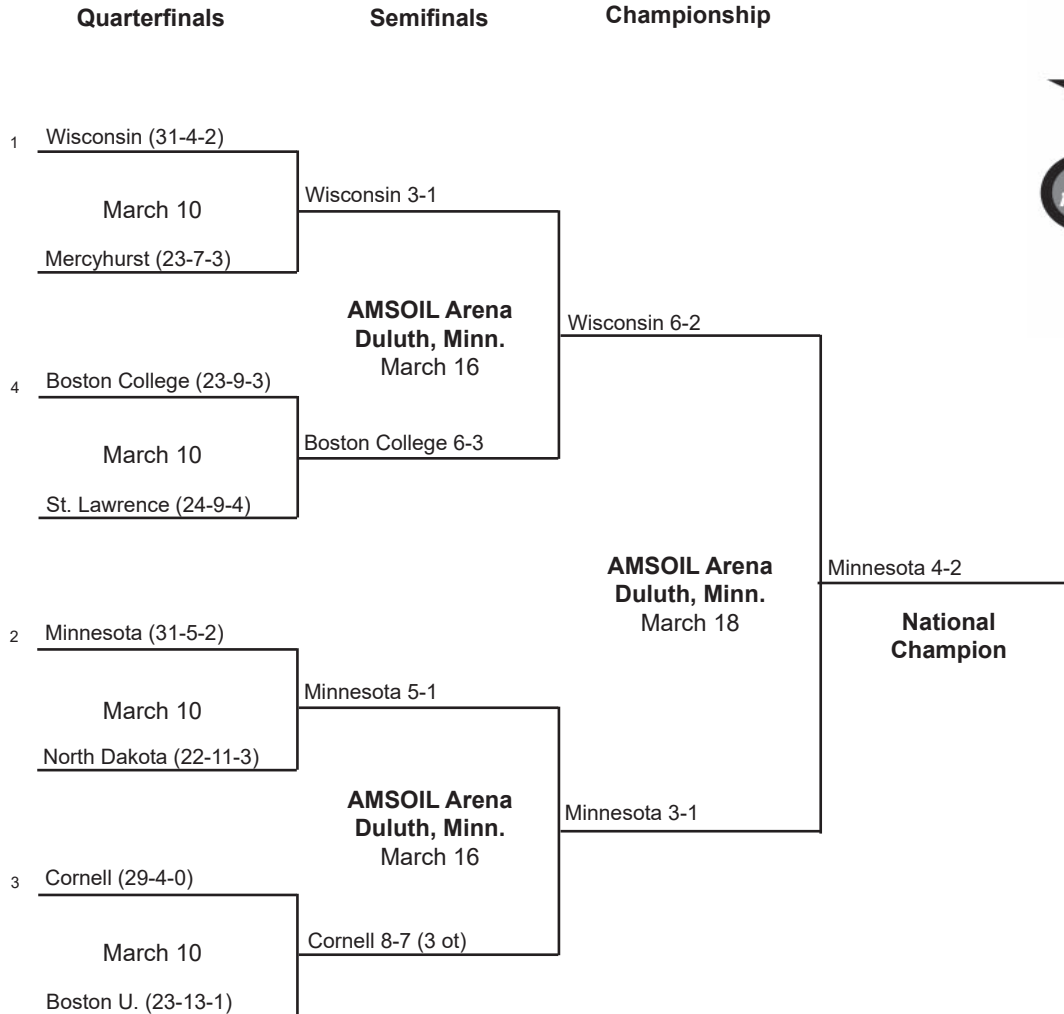 Quarterfinals Semifinals Championship
1 Wisconsin (31-4-2)
March 10
Mercyhurst (23-7-3)
Wisconsin 3-1
AMSOIL Arena
Duluth, Minn.
March 16
4 Boston College (23-9-3)
March 10
St. Lawrence (24-9-4)
Boston College 6-3
Wisconsin 6-2
AMSOIL Arena
Duluth, Minn.
March 18
Minnesota 4-2
National
Champion
2 Minnesota (31-5-2)
March 10
North Dakota (22-11-3)
Minnesota 5-1
AMSOIL Arena
Duluth, Minn.
March 16
Minnesota 3-1
3 Cornell (29-4-0)
March 10
Boston U. (23-13-1)
Cornell 8-7 (3 ot)